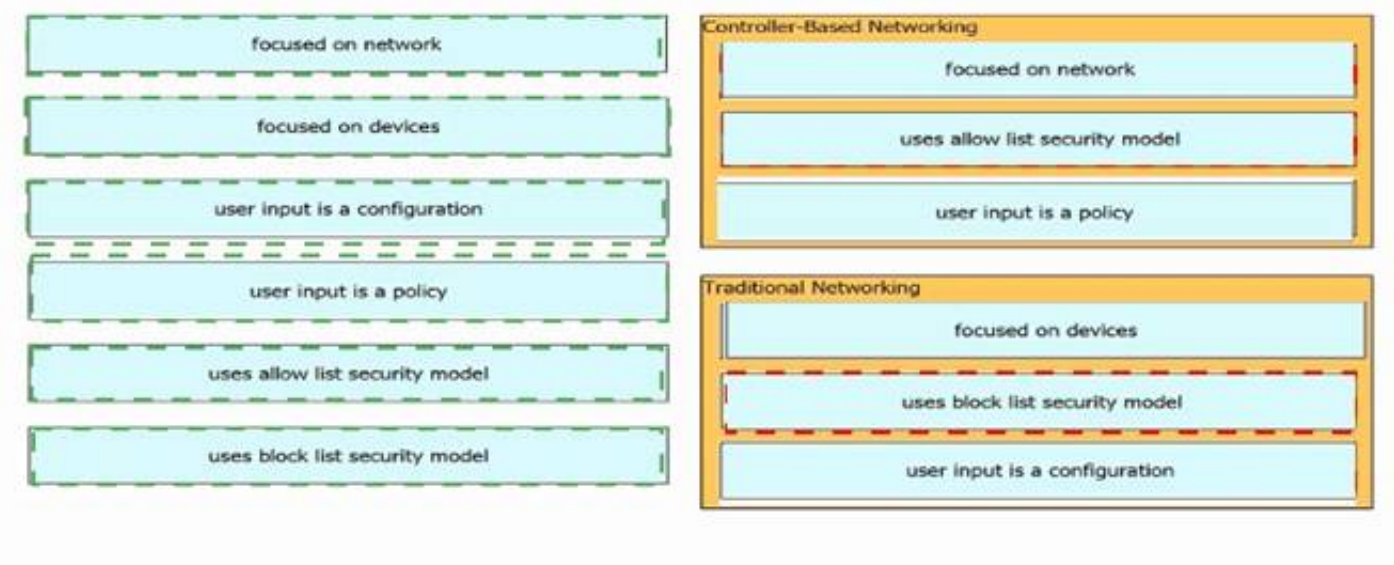 focused on network
focused on devices
user input is a configuration
user input is a policy
uses allow list security model
uses block list security model
Controller-Based Networking
focused on network
uses allow list security model
user input is a policy
Traditional Networking
focused on devices
uses block list security model
user input is a configuration